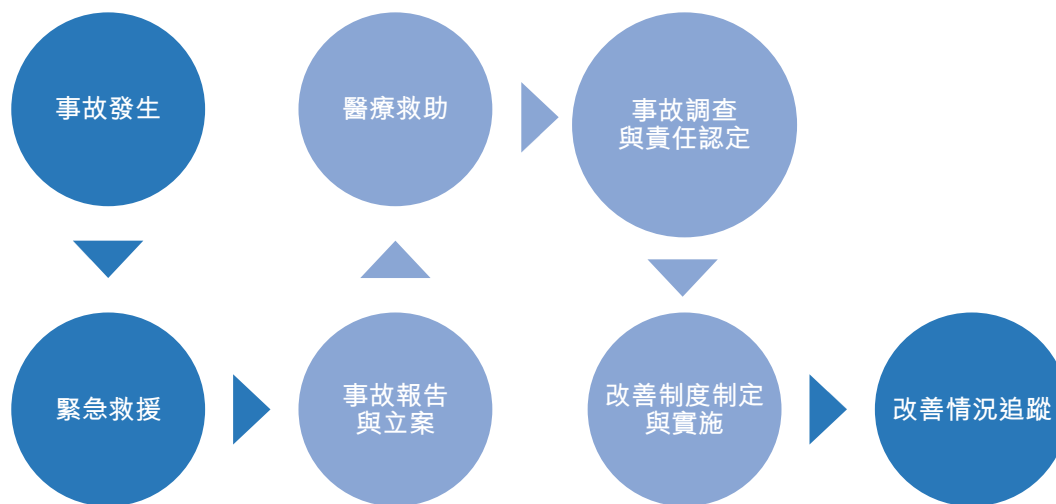 事故發生
緊急救援
事故報告
與立案
醫療救助
事故調查
與責任認定
改善制度制定
與實施
改善情況追蹤